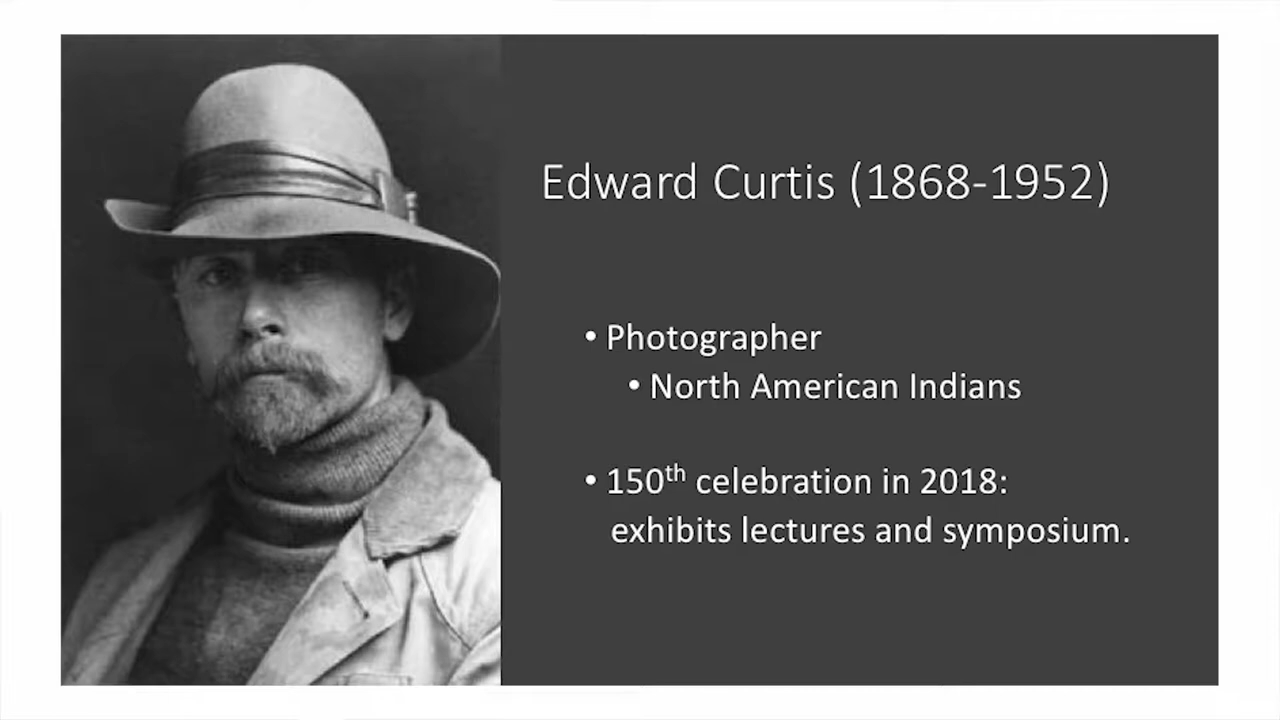 Edward Curtis (1868-1952)
• Photographer
• North American Indians
• 150th celebration in 2018:
exhibits lectures and symposium.